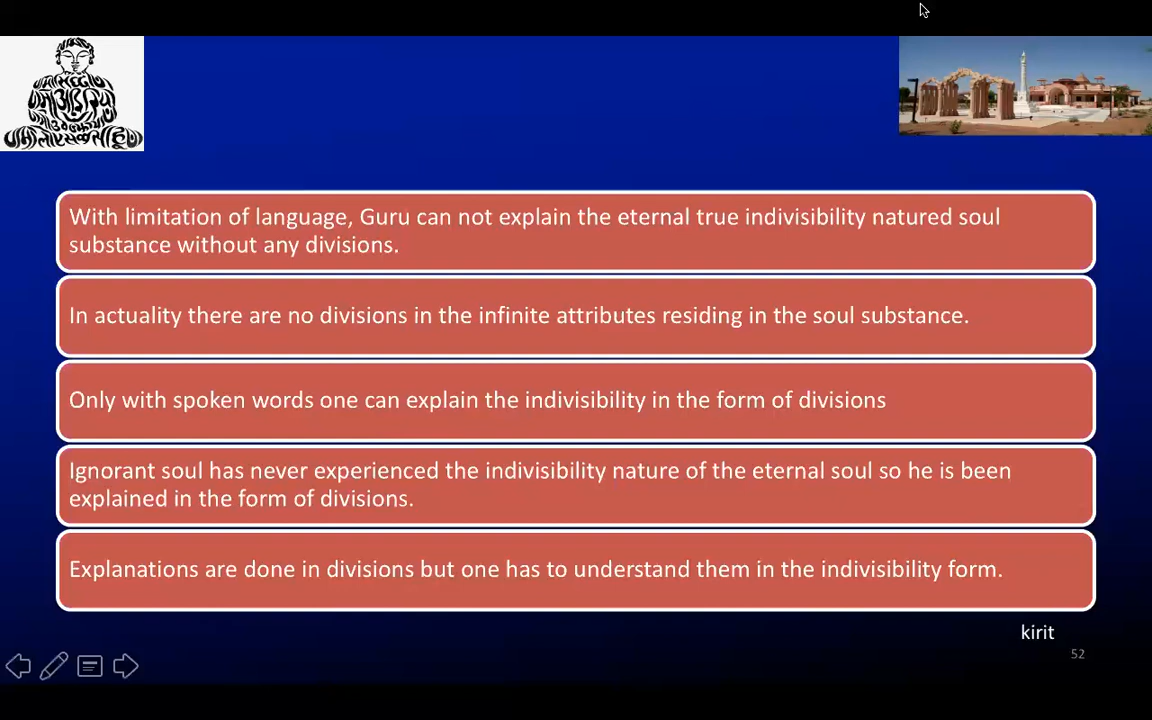 With limitation of language, Guru can not explain the eternal true indivisibility natured soul
substance without any divisions.
In actuality there are no divisions in the infinite attributes residing in the soul substance.
Only with spoken words one can explain the indivisibility in the form of divisions
Ignorant soul has never experienced the indivisibility nature of the eternal soul so he is been
explained in the form of divisions.
Explanations are done in divisions but one has to understand them in the indivisibility form.
kirit
52